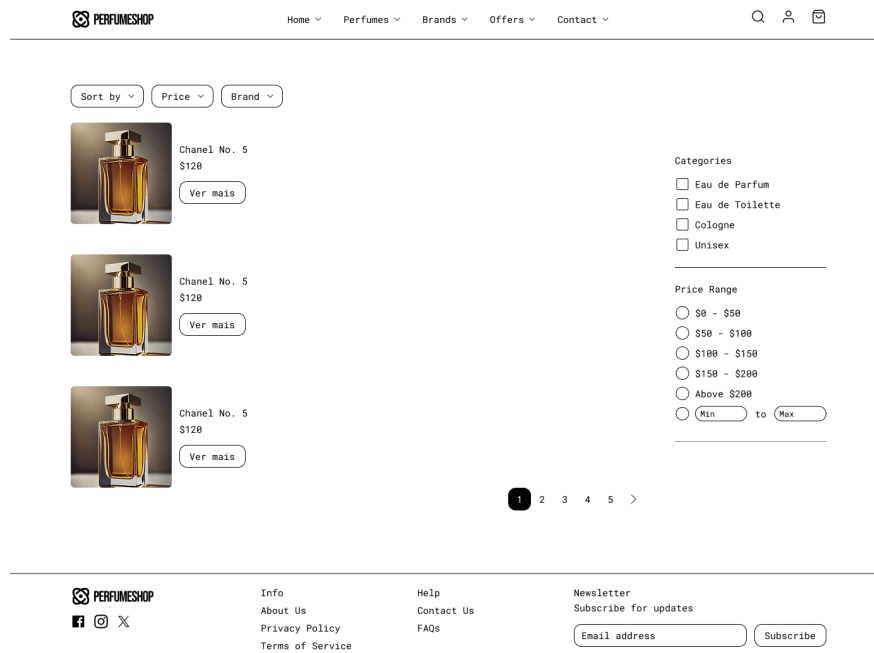 PERFUMESHOP
Home
Perfumes
Brands
Offers
Contact
Sort by
Price
Brand
Chanel No. 5
$120
Ver mais
Chanel No. 5
$120
Ver mais
Chanel No. 5
$120
Ver mais
Categories
Eau de Parfum
Eau de Toilette
Cologne
Unisex
Price Range
$0 - $50
$50 - $100
$100 - $150
$150 - $200
Above $200
Min to Max
1 2 3 4 5
PERFUMESHOP
Info
About Us
Privacy Policy
Terms of Service
Help
Contact Us
FAQs
Newsletter
Subscribe for updates
Email address
Subscribe